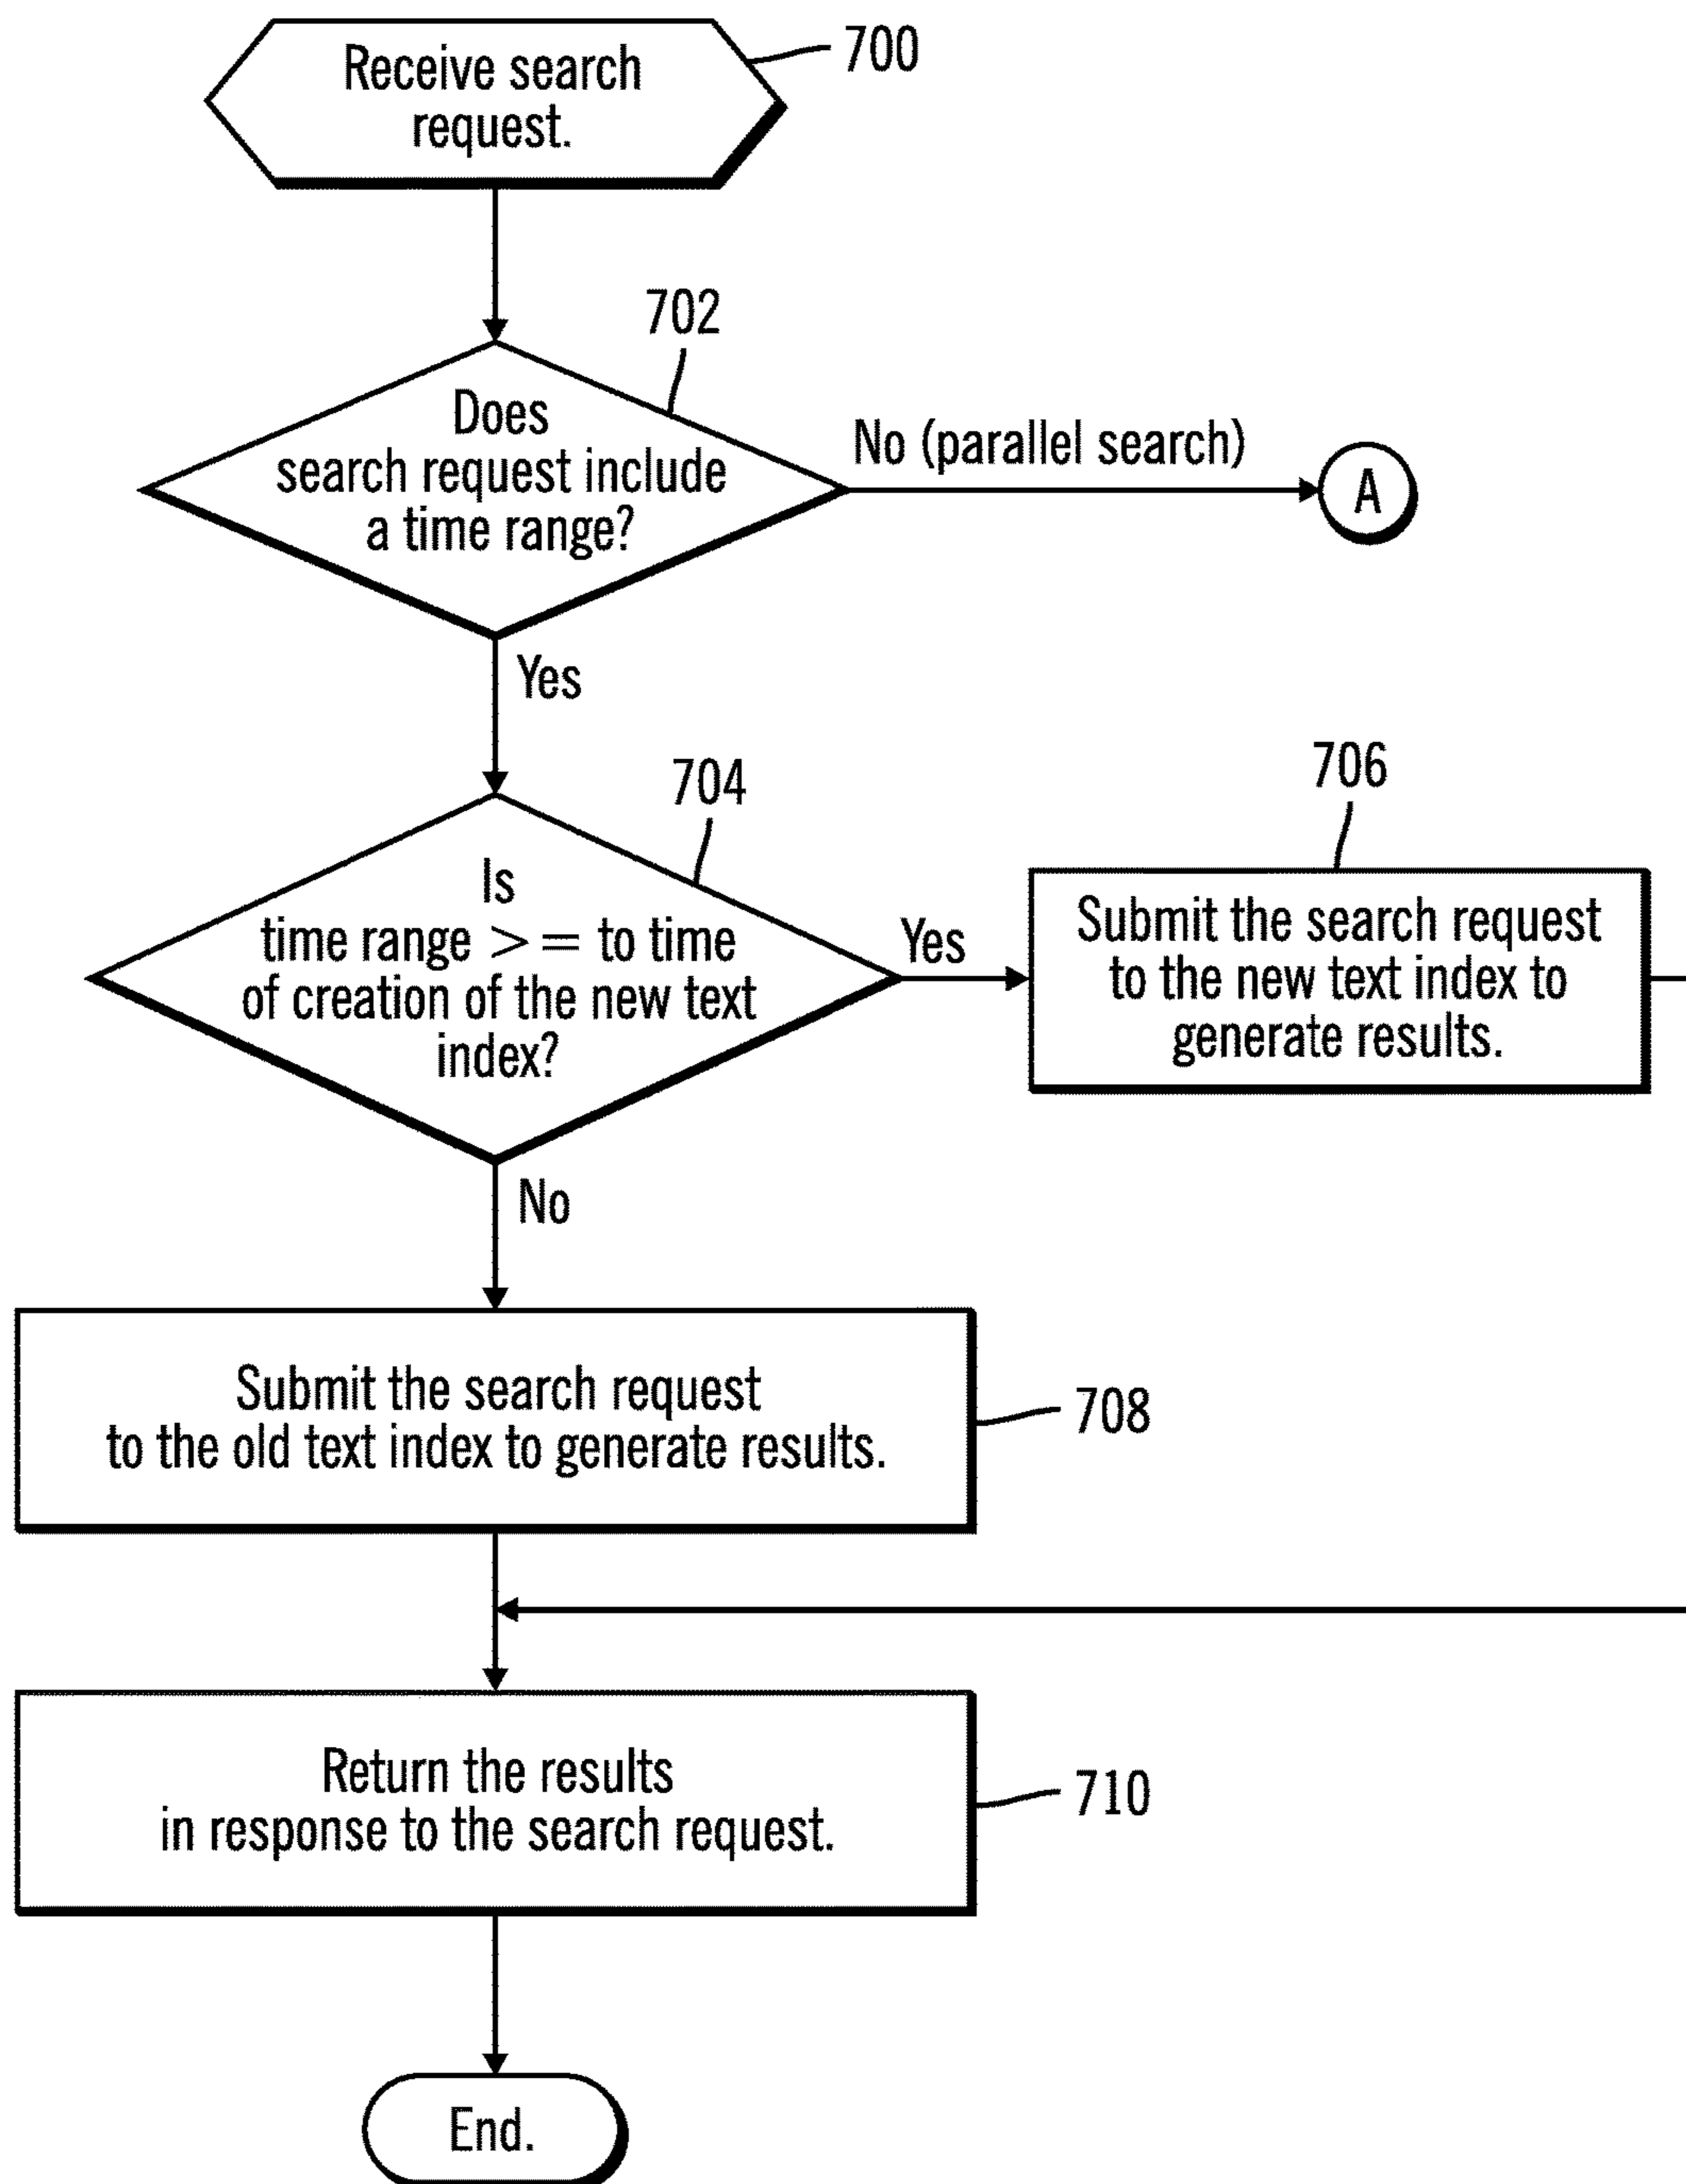 Receive search
request.
700
702
Does
search request include
a time range?
No (parallel search)
A
Yes
704
Is
time range >= to time
of creation of the new text
index?
Yes
706
Submit the search request
to the new text index to
generate results.
No
Submit the search request
to the old text index to generate results.
708
Return the results
in response to the search request.
710
End.